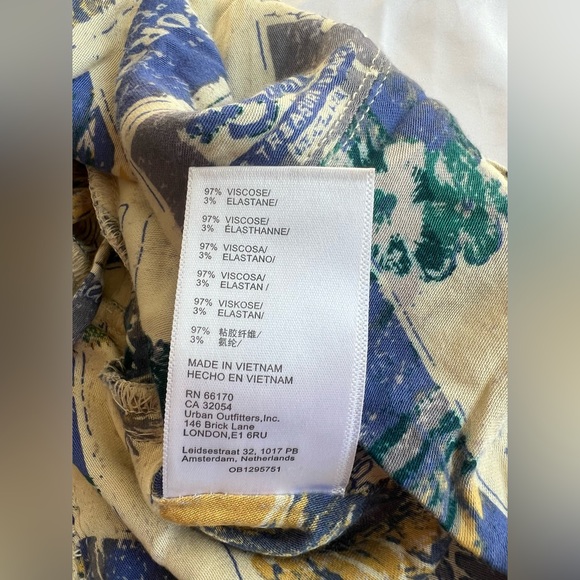 TREASUR
97% VISCOSE/
3% ELASTANE/
97% VISCOSE/
3% ÉLASTHANNE/
97% VISCOSA/
3% ELASTANO/
97% VISCOSA/
3% ELASTAN /
97% VISKOSE/
3% ELASTAN/
97% 粘胶纤维/
3% 氨纶/
MADE IN VIETNAM
HECHO EN VIETNAM
RN 66170
CA 32054
Urban Outfitters,Inc.
146 Brick Lane
LONDON,E1 6RU
Leidsestraat 32, 1017 PB
Amsterdam, Netherlands
OB1295751